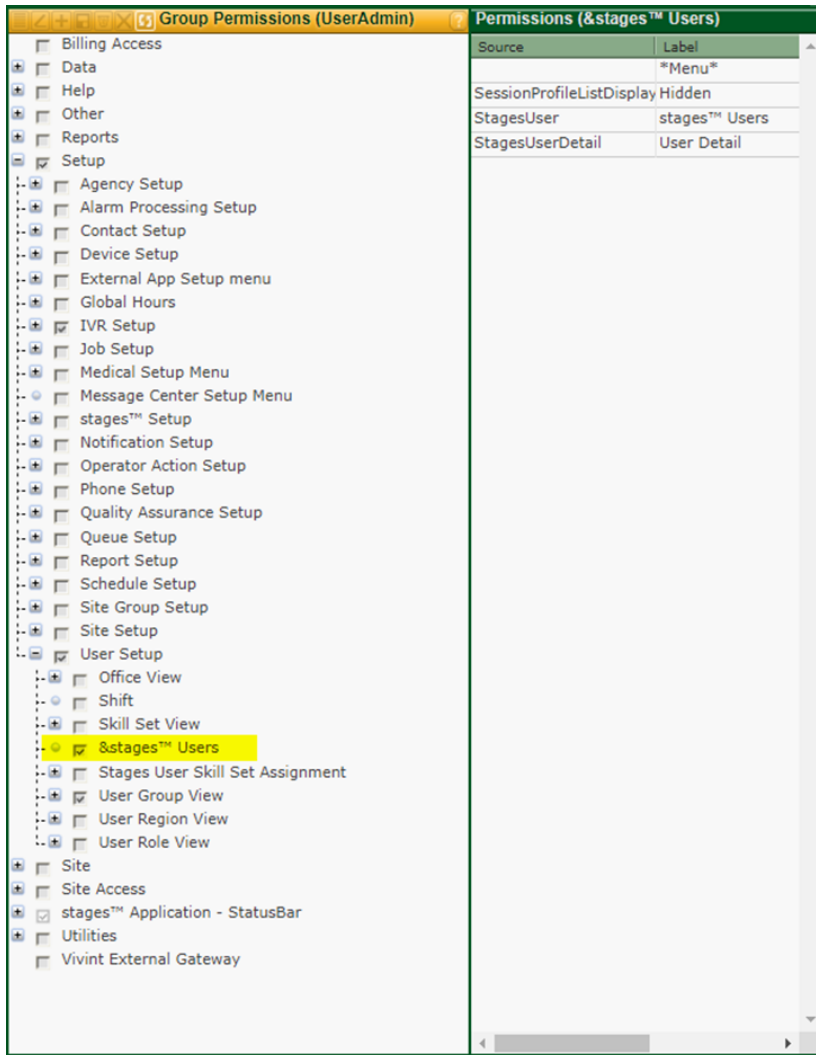 Group Permissions (UserAdmin)
?
Billing Access
Data
Help
Other
Reports
Setup
Agency Setup
Alarm Processing Setup
Contact Setup
Device Setup
External App Setup menu
Global Hours
IVR Setup
Job Setup
Medical Setup Menu
Message Center Setup Menu
stages™ Setup
Notification Setup
Operator Action Setup
Phone Setup
Quality Assurance Setup
Queue Setup
Report Setup
Schedule Setup
Site Group Setup
Site Setup
User Setup
Office View
Shift
Skill Set View
&stages™ Users
Stages User Skill Set Assignment
User Group View
User Region View
User Role View
Site
Site Access
stages™ Application - StatusBar
Utilities
Vivint External Gateway
Permissions (&stages™ Users)
Source Label
*Menu*
SessionProfileListDisplay Hidden
StagesUser stages™ Users
StagesUserDetail User Detail